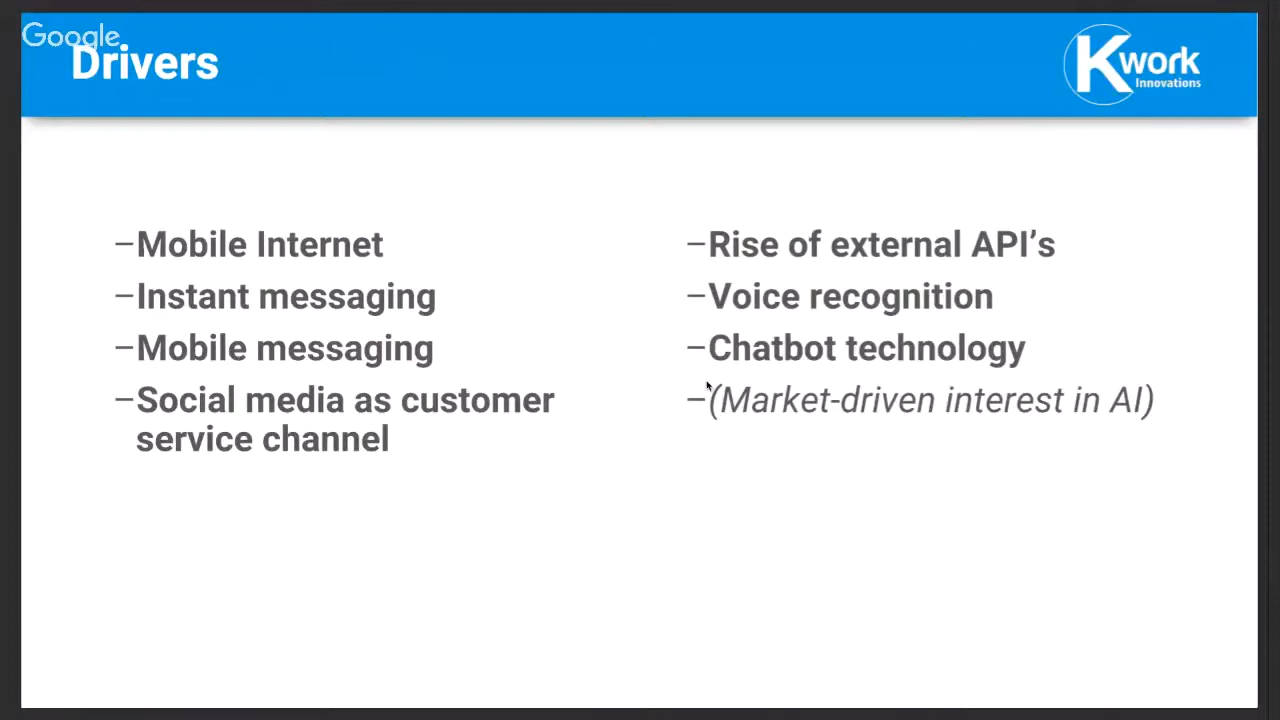 Google
Drivers
Kwork
Innovations
–Mobile Internet
–Instant messaging
–Mobile messaging
–Social media as customer
service channel
–Rise of external API’s
–Voice recognition
–Chatbot technology
–(Market-driven interest in AI)